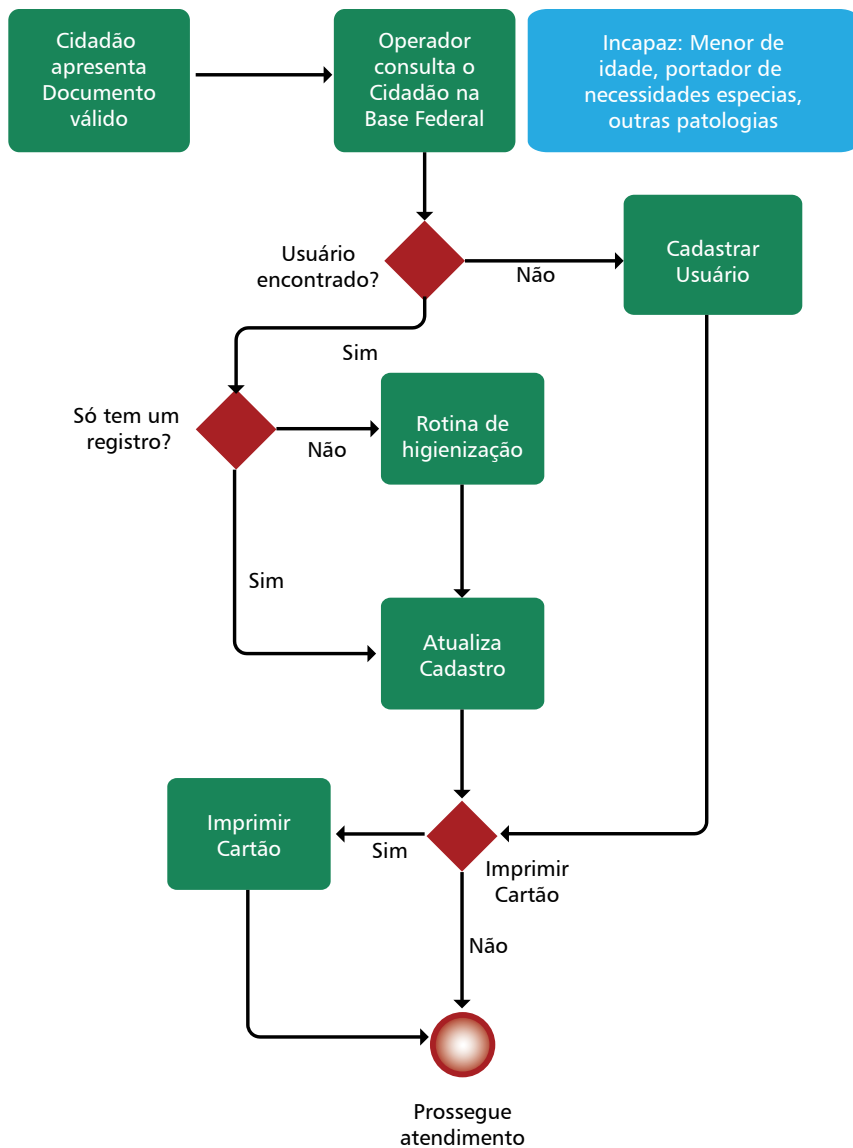 Cidadão
apresenta
Documento
válido
Operador
consulta o
Cidadão na
Base Federal
Incapaz: Menor de
idade, portador de
necessidades especias,
outras patologias
Usuário
encontrado?
Não
Cadastrar
Usuário
Sim
Só tem um
registro?
Não
Rotina de
higienização
Sim
Atualiza
Cadastro
Imprimir
Cartão
Sim
Imprimir
Cartão
Não
Prossegue
atendimento